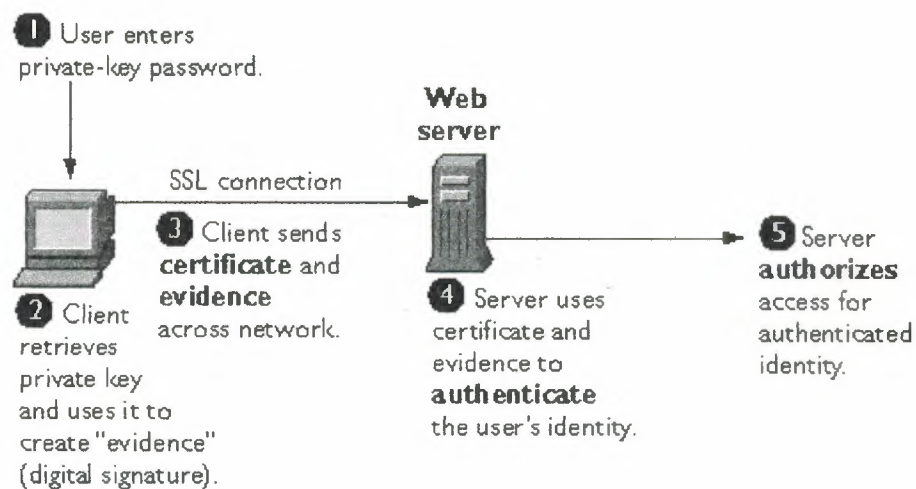 1 User enters
private-key password.
Web
server
SSL connection
3 Client sends
certificate and
evidence
across network.
2 Client
retrieves
private key
and uses it to
create "evidence"
(digital signature).
4 Server uses
certificate and
evidence to
authenticate
the user's identity.
5 Server
authorizes
access for
authenticated
identity.